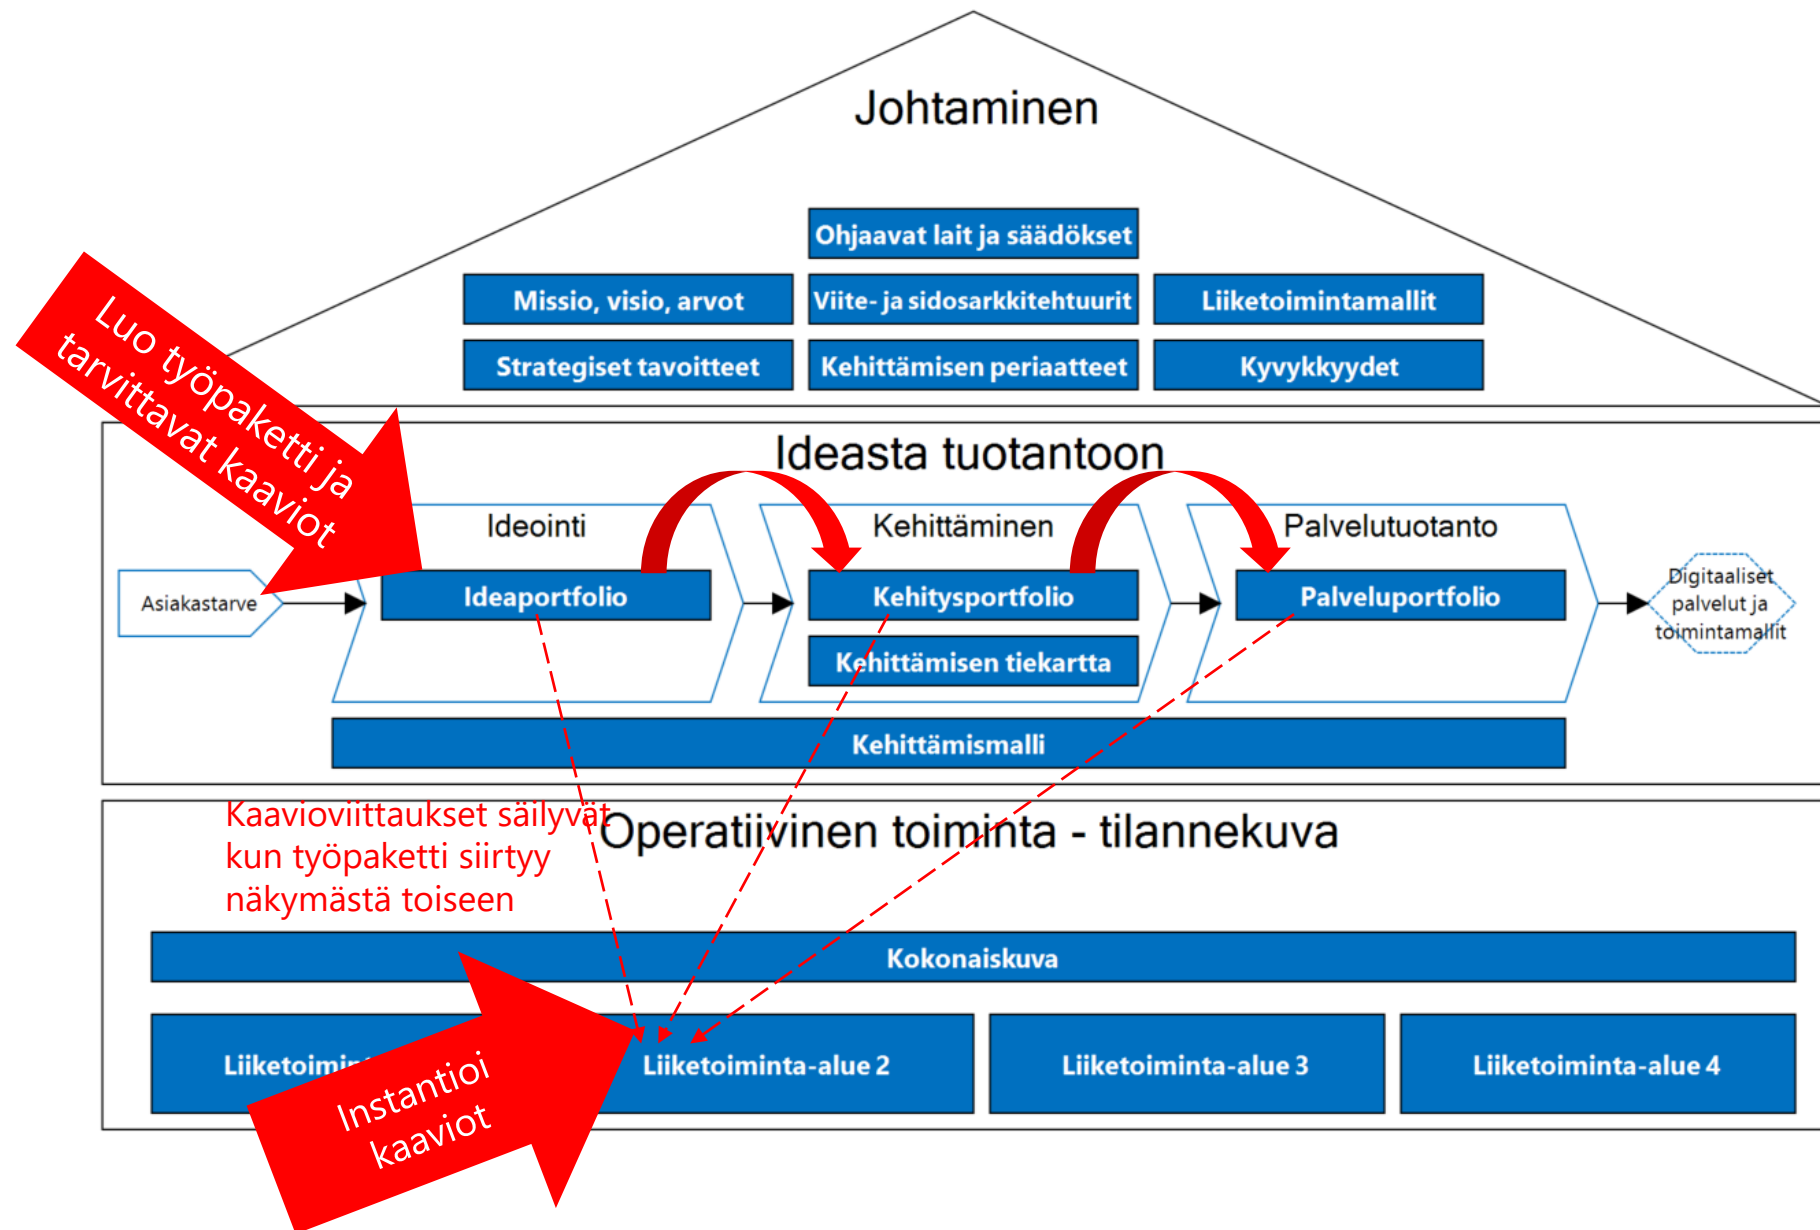 Johtaminen
Ohjaavat lait ja säädökset
Missio, visio, arvot
Viite- ja sidosarkkitehtuurit
Liiketoimintamallit
Strategiset tavoitteet
Kehittämisen periaatteet
Kyvykkyydet
Luo työpaketti ja
tarvittavat kaaviot
Ideasta tuotantoon
Ideointi
Kehittäminen
Palvelutuotanto
Asiakastarve
Ideaportfolio
Kehitysportfolio
Palveluportfolio
Digitaaliset
palvelut ja
toimintamallit
Kehittämisen tiekartta
Kehittämismalli
Kaavioviittaukset säilyvät
kun työpaketti siirtyy
näkymästä toiseen
Operatiivinen toiminta - tilannekuva
Kokonaiskuva
Liiketoimin
Liiketoiminta-alue 2
Liiketoiminta-alue 3
Liiketoiminta-alue 4
Instantioi
kaaviot